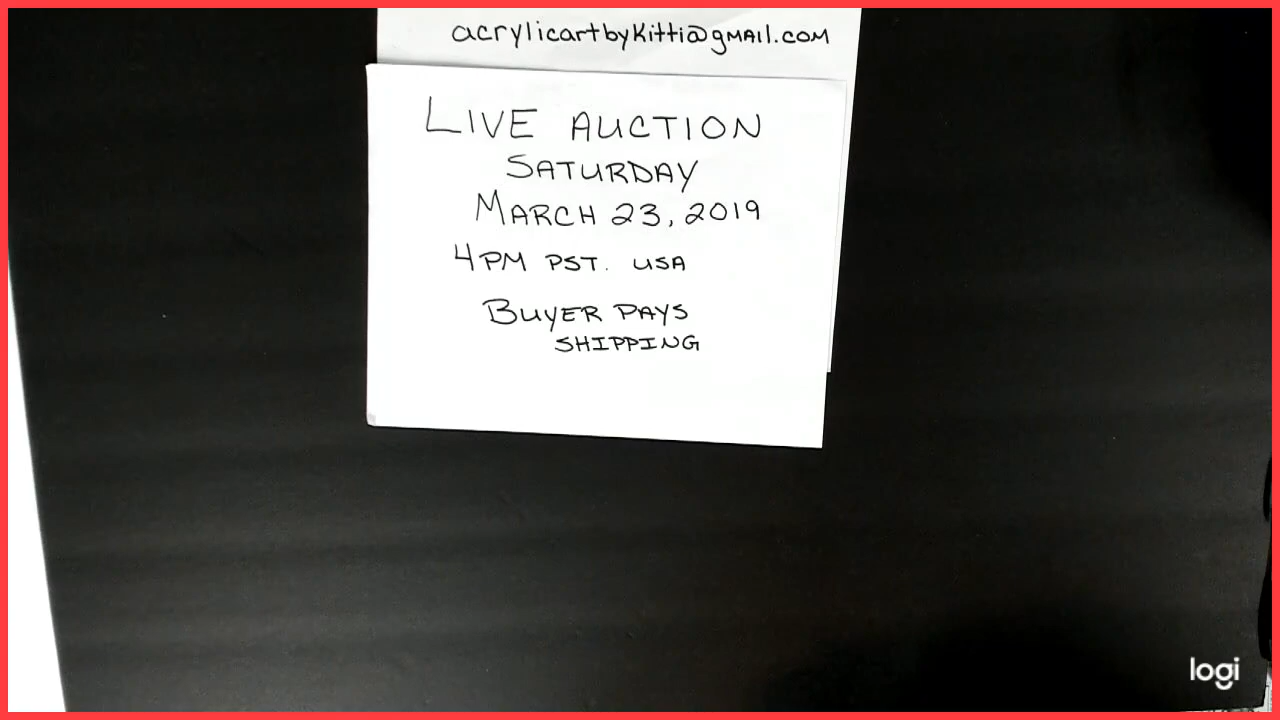 acrylicartbyKitti@gmail.com
LIVE AUCTION
SATURDAY
MARCH 23, 2019
4PM PST. USA
BUYER PAYS
SHIPPING
logi